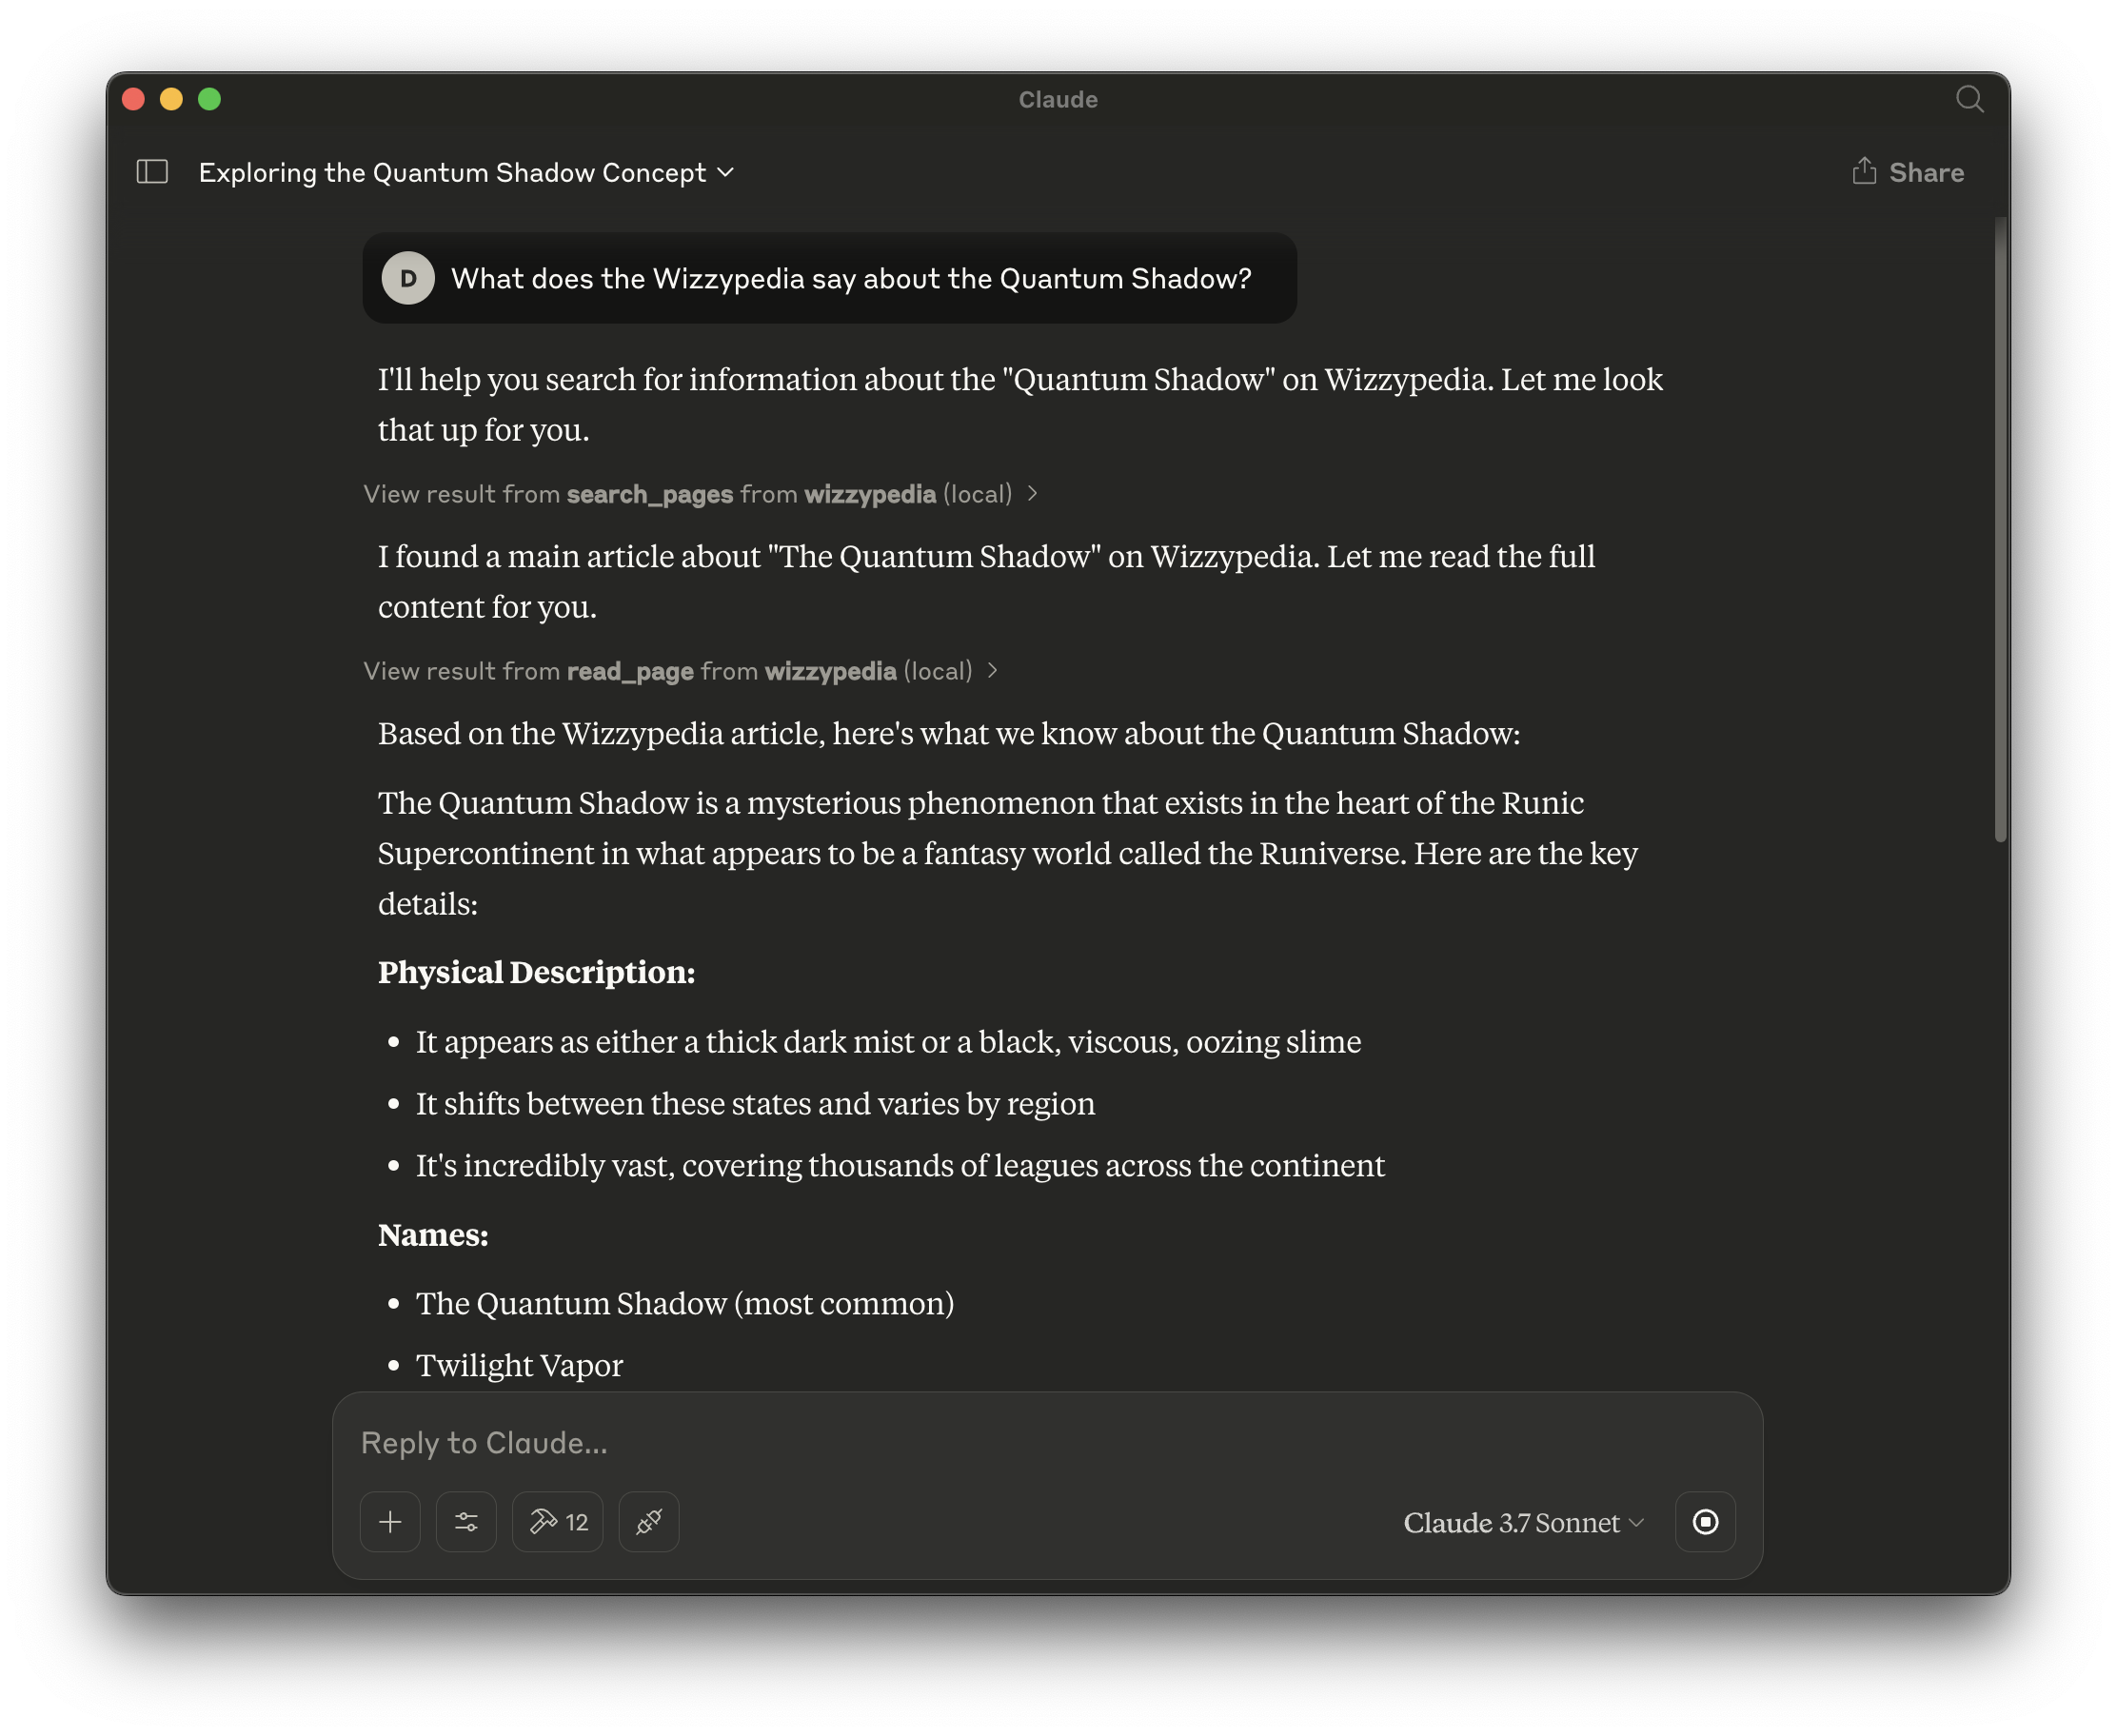 Claude
Exploring the Quantum Shadow Concept
Share
D
What does the Wizzypedia say about the Quantum Shadow?
I'll help you search for information about the "Quantum Shadow" on Wizzypedia. Let me look
that up for you.
View result from search_pages from wizzypedia (local)
I found a main article about "The Quantum Shadow" on Wizzypedia. Let me read the full
content for you.
View result from read_page from wizzypedia (local)
Based on the Wizzypedia article, here's what we know about the Quantum Shadow:
The Quantum Shadow is a mysterious phenomenon that exists in the heart of the Runic
Supercontinent in what appears to be a fantasy world called the Runiverse. Here are the key
details:
Physical Description:
• It appears as either a thick dark mist or a black, viscous, oozing slime
• It shifts between these states and varies by region
• It's incredibly vast, covering thousands of leagues across the continent
Names:
• The Quantum Shadow (most common)
• Twilight Vapor
Reply to Claude...
12
Claude 3.7 Sonnet